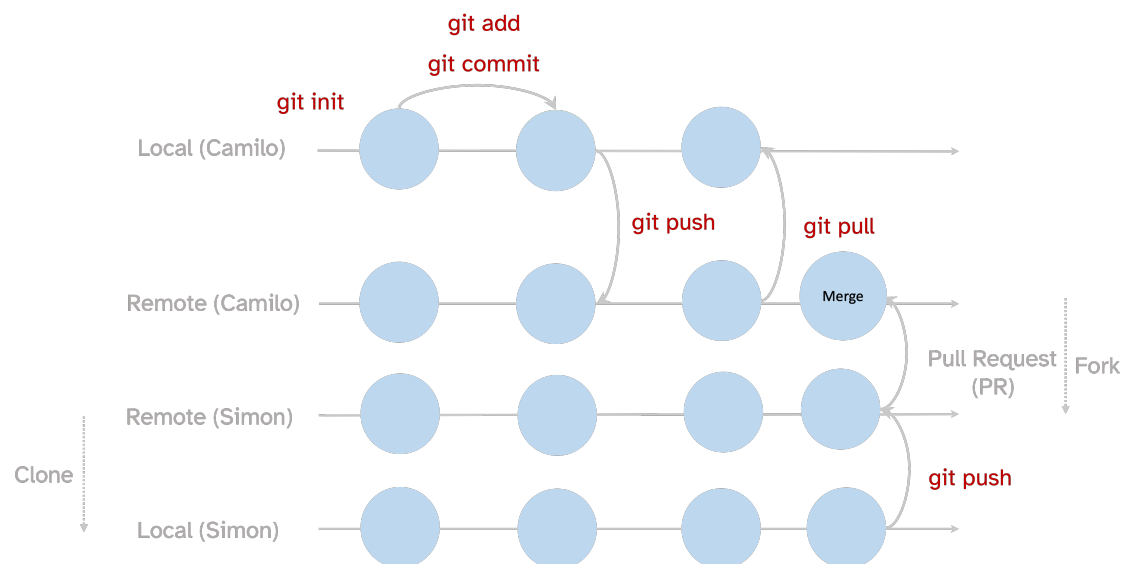 git add
git commit
git init
Local (Camilo)
git push
git pull
Remote (Camilo)
Merge
Pull Request
(PR)
Fork
Remote (Simon)
Clone
git push
Local (Simon)